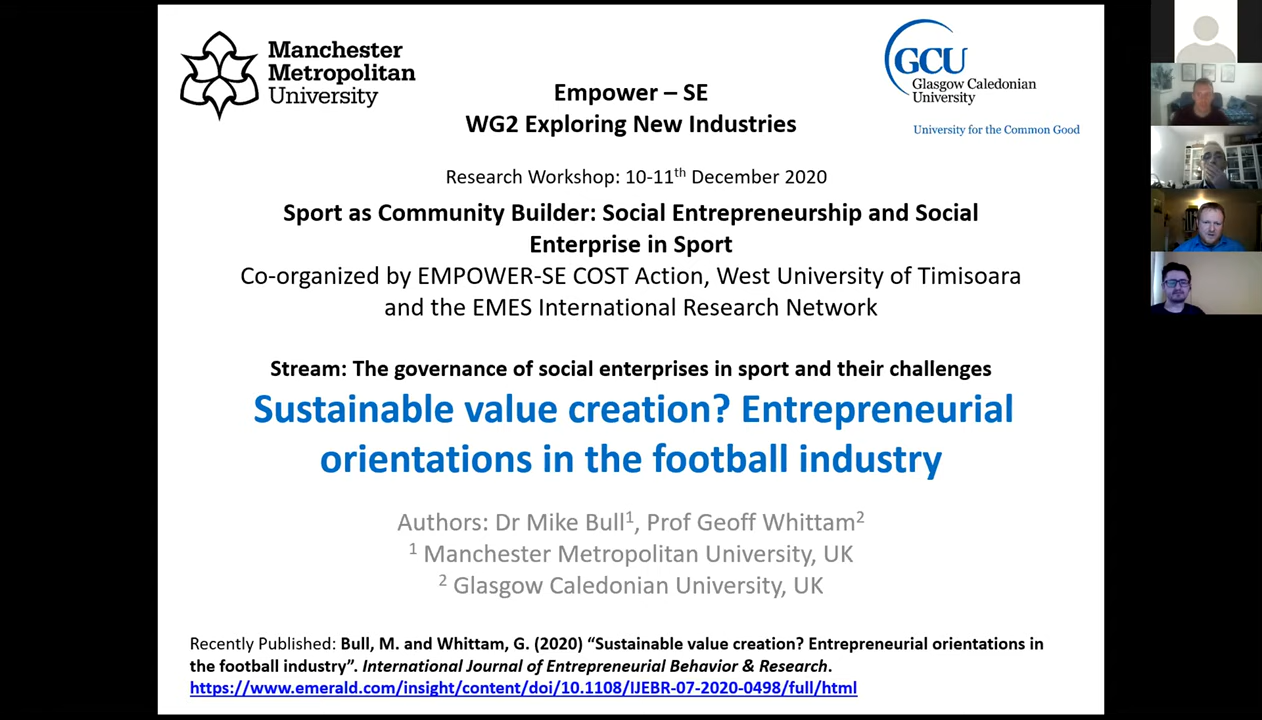 Manchester
Metropolitan
University
GCU
Glasgow Caledonian
University
University for the Common Good
Empower – SE
WG2 Exploring New Industries
Research Workshop: 10-11th December 2020
Sport as Community Builder: Social Entrepreneurship and Social
Enterprise in Sport
Co-organized by EMPOWER-SE COST Action, West University of Timisoara
and the EMES International Research Network
Stream: The governance of social enterprises in sport and their challenges
Sustainable value creation? Entrepreneurial
orientations in the football industry
Authors: Dr Mike Bull1, Prof Geoff Whittam2
1 Manchester Metropolitan University, UK
2 Glasgow Caledonian University, UK
Recently Published: Bull, M. and Whittam, G. (2020) “Sustainable value creation? Entrepreneurial orientations in
the football industry”. International Journal of Entrepreneurial Behavior & Research.
https://www.emerald.com/insight/content/doi/10.1108/IJEBR-07-2020-0498/full/html